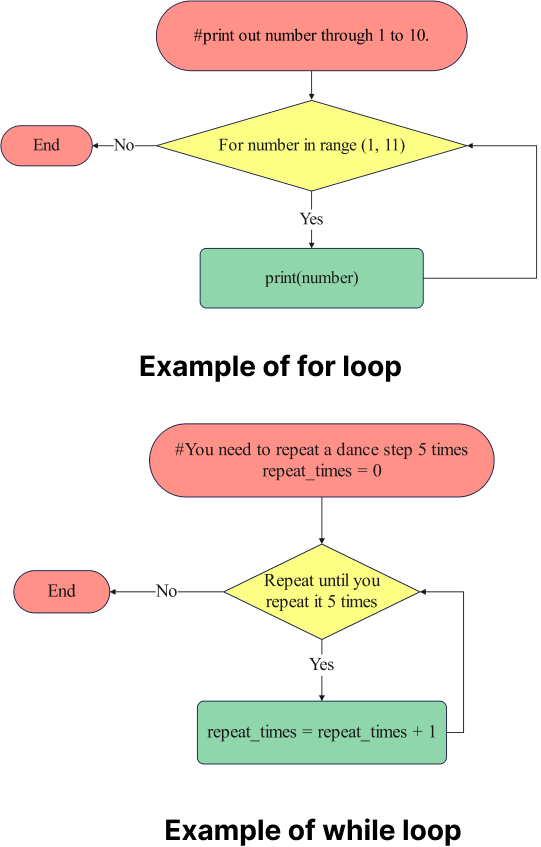 #print out number through 1 to 10.
For number in range (1, 11)
No
End
Yes
print(number)
Example of for loop
#You need to repeat a dance step 5 times
repeat_times = 0
Repeat until you
repeat it 5 times
No
End
Yes
repeat_times = repeat_times + 1
Example of while loop